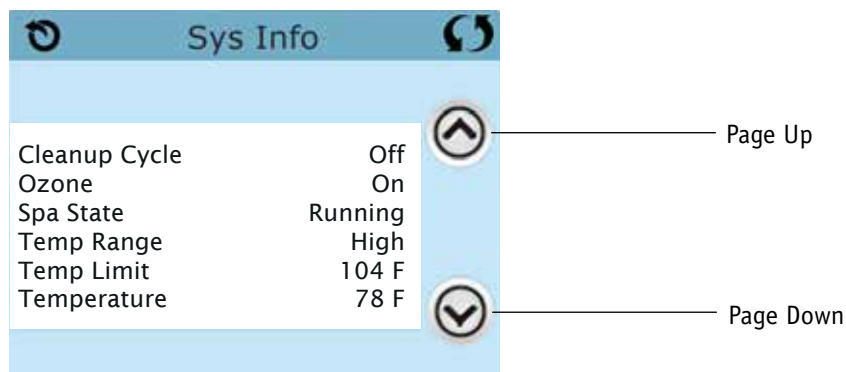 Sys Info
Page Up
Cleanup Cycle Off
Ozone On
Spa State Running
Temp Range High
Temp Limit 104 F
Temperature 78 F
Page Down